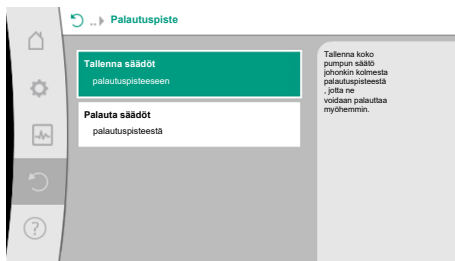 .. Palautuspiste
Tallenna säädöt
palautuspisteeseen
Palauta säädöt
palautuspisteestä
Tallenna koko
pumpun säätö
johonkin kolmesta
palautuspisteestä
, jotta ne
voidaan palauttaa
myöhemmin.
?